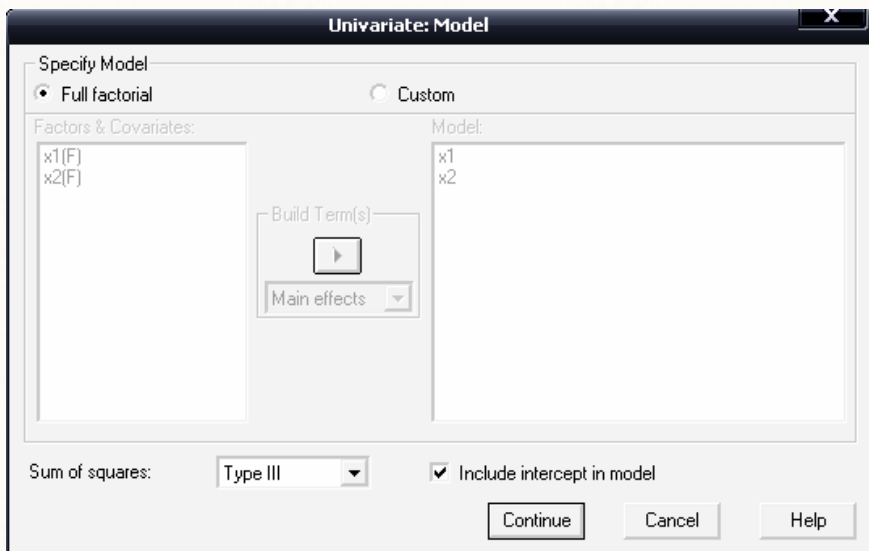 Univariate: Model
X
Specify Model
Full factorial
Custom
Factors & Covariates:
x1(F)
x2(F)
Build Term(s)
Main effects
Model:
x1
x2
Sum of squares:
Type III
Include intercept in model
Continue
Cancel
Help